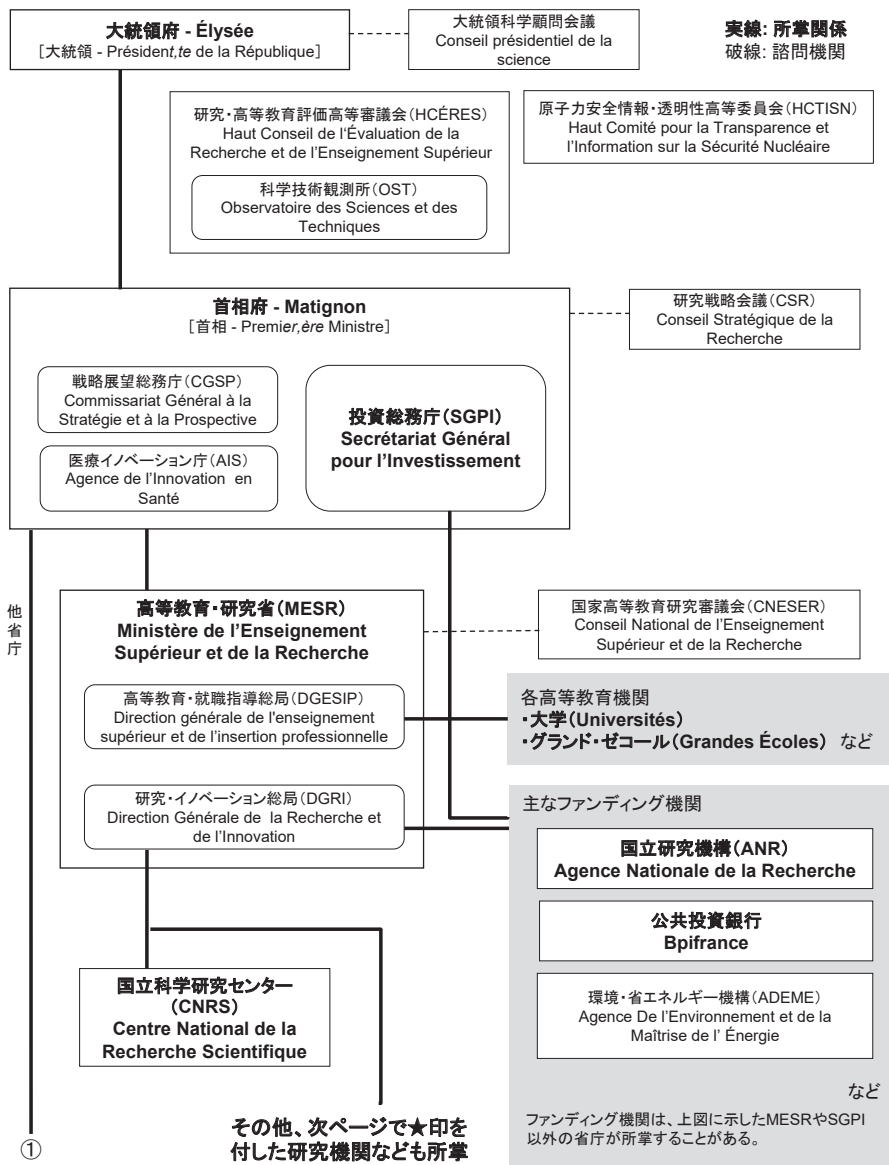 大統領府 - Élysée
[大統領 - Président,te de la République]
大統領科学顧問会議
Conseil présidentiel de la
science
実線: 所掌関係
破線: 諮問機関
研究・高等教育評価高等審議会(HCÉRES)
Haut Conseil de l‘Évaluation de la
Recherche et de l’Enseignement Supérieur
科学技術観測所(OST)
Observatoire des Sciences et des
Techniques
原子力安全情報・透明性高等委員会(HCTISN)
Haut Comité pour la Transparence et
l’Information sur la Sécurité Nucléaire
首相府 - Matignon
[首相 - Premier,ère Ministre]
研究戦略会議(CSR)
Conseil Stratégique de la
Recherche
戦略展望総務庁(CGSP)
Commissariat Général à la
Stratégie et à la Prospective
医療イノベーション庁(AIS)
Agence de l’Innovation en
Santé
投資総務庁(SGPI)
Secrétariat Général
pour l’Investissement
他省庁
高等教育・研究省(MESR)
Ministère de l’Enseignement
Supérieur et de la Recherche
国家高等教育研究審議会(CNESER)
Conseil National de l’Enseignement
Supérieur et de la Recherche
高等教育・就職指導総局(DGESIP)
Direction générale de l'enseignement
supérieur et de l’insertion professionnelle
各高等教育機関
・大学(Universités)
・グランド・ゼコール(Grandes Écoles) など
研究・イノベーション総局(DGRI)
Direction Générale de la Recherche et
de l’Innovation
主なファンディング機関
国立研究機構(ANR)
Agence Nationale de la Recherche
公共投資銀行
Bpifrance
環境・省エネルギー機構(ADEME)
Agence De l’Environnement et de la
Maîtrise de l’ Énergie
など
ファンディング機関は、上図に示したMESRやSGPI
以外の省庁が所掌することがある。
国立科学研究センター
(CNRS)
Centre National de la
Recherche Scientifique
その他、次ページで★印を
付した研究機関なども所掌
①